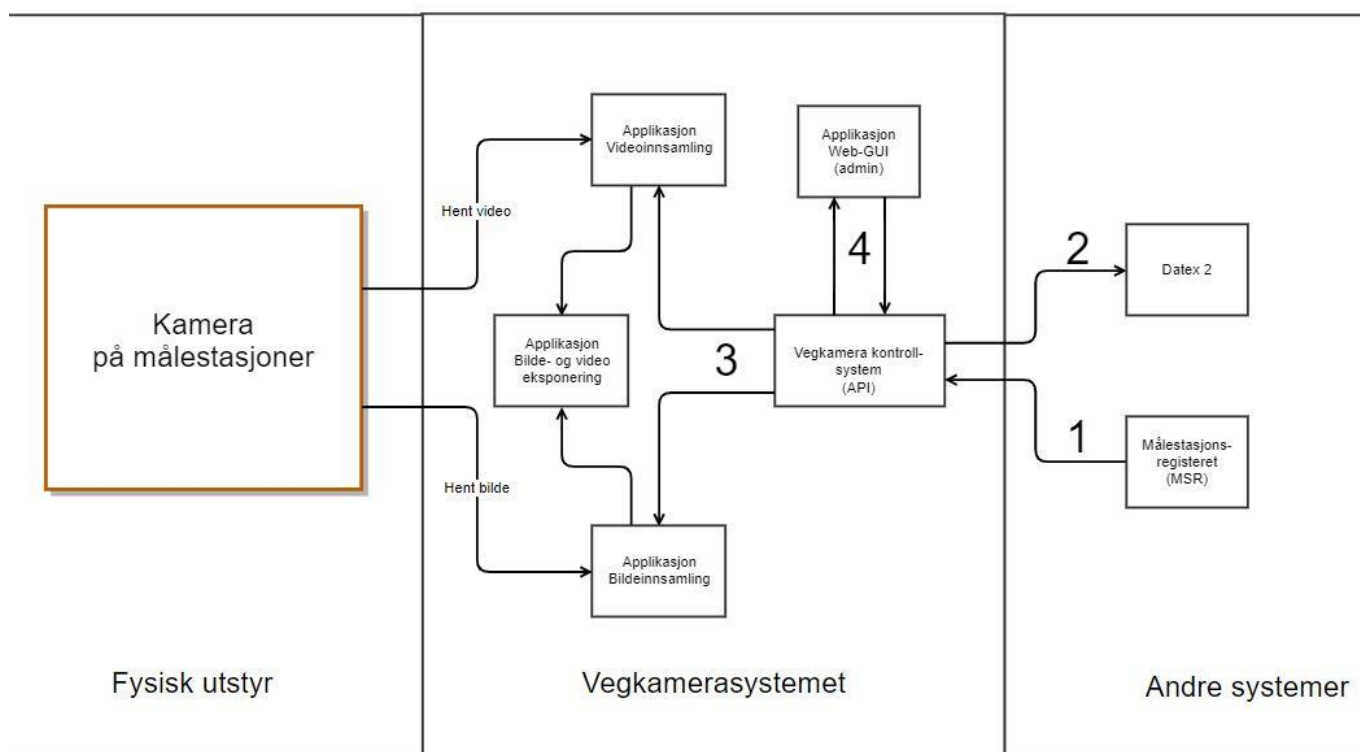 Kamera
på målestasjoner
Hent video
Hent bilde
Fysisk utstyr
Applikasjon
Videoinnsamling
Applikasjon
Web-GUI
(admin)
4
Applikasjon
Bilde- og video
eksponering
3
Vegkamera kontroll-
system
(API)
Applikasjon
Bildeinnsamling
Vegkamerasystemet
2
Datex 2
1
Målestasjons-
registeret
(MSR)
Andre systemer